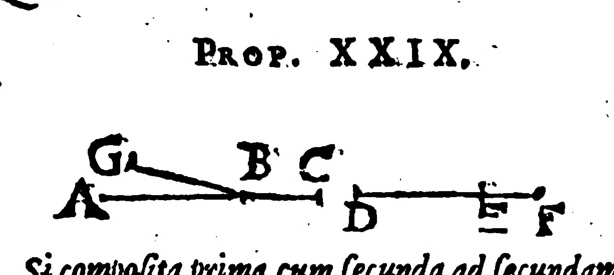 PROP. XXIX.
G B C
A D E F
Si composita prima cum secunda ad secundam